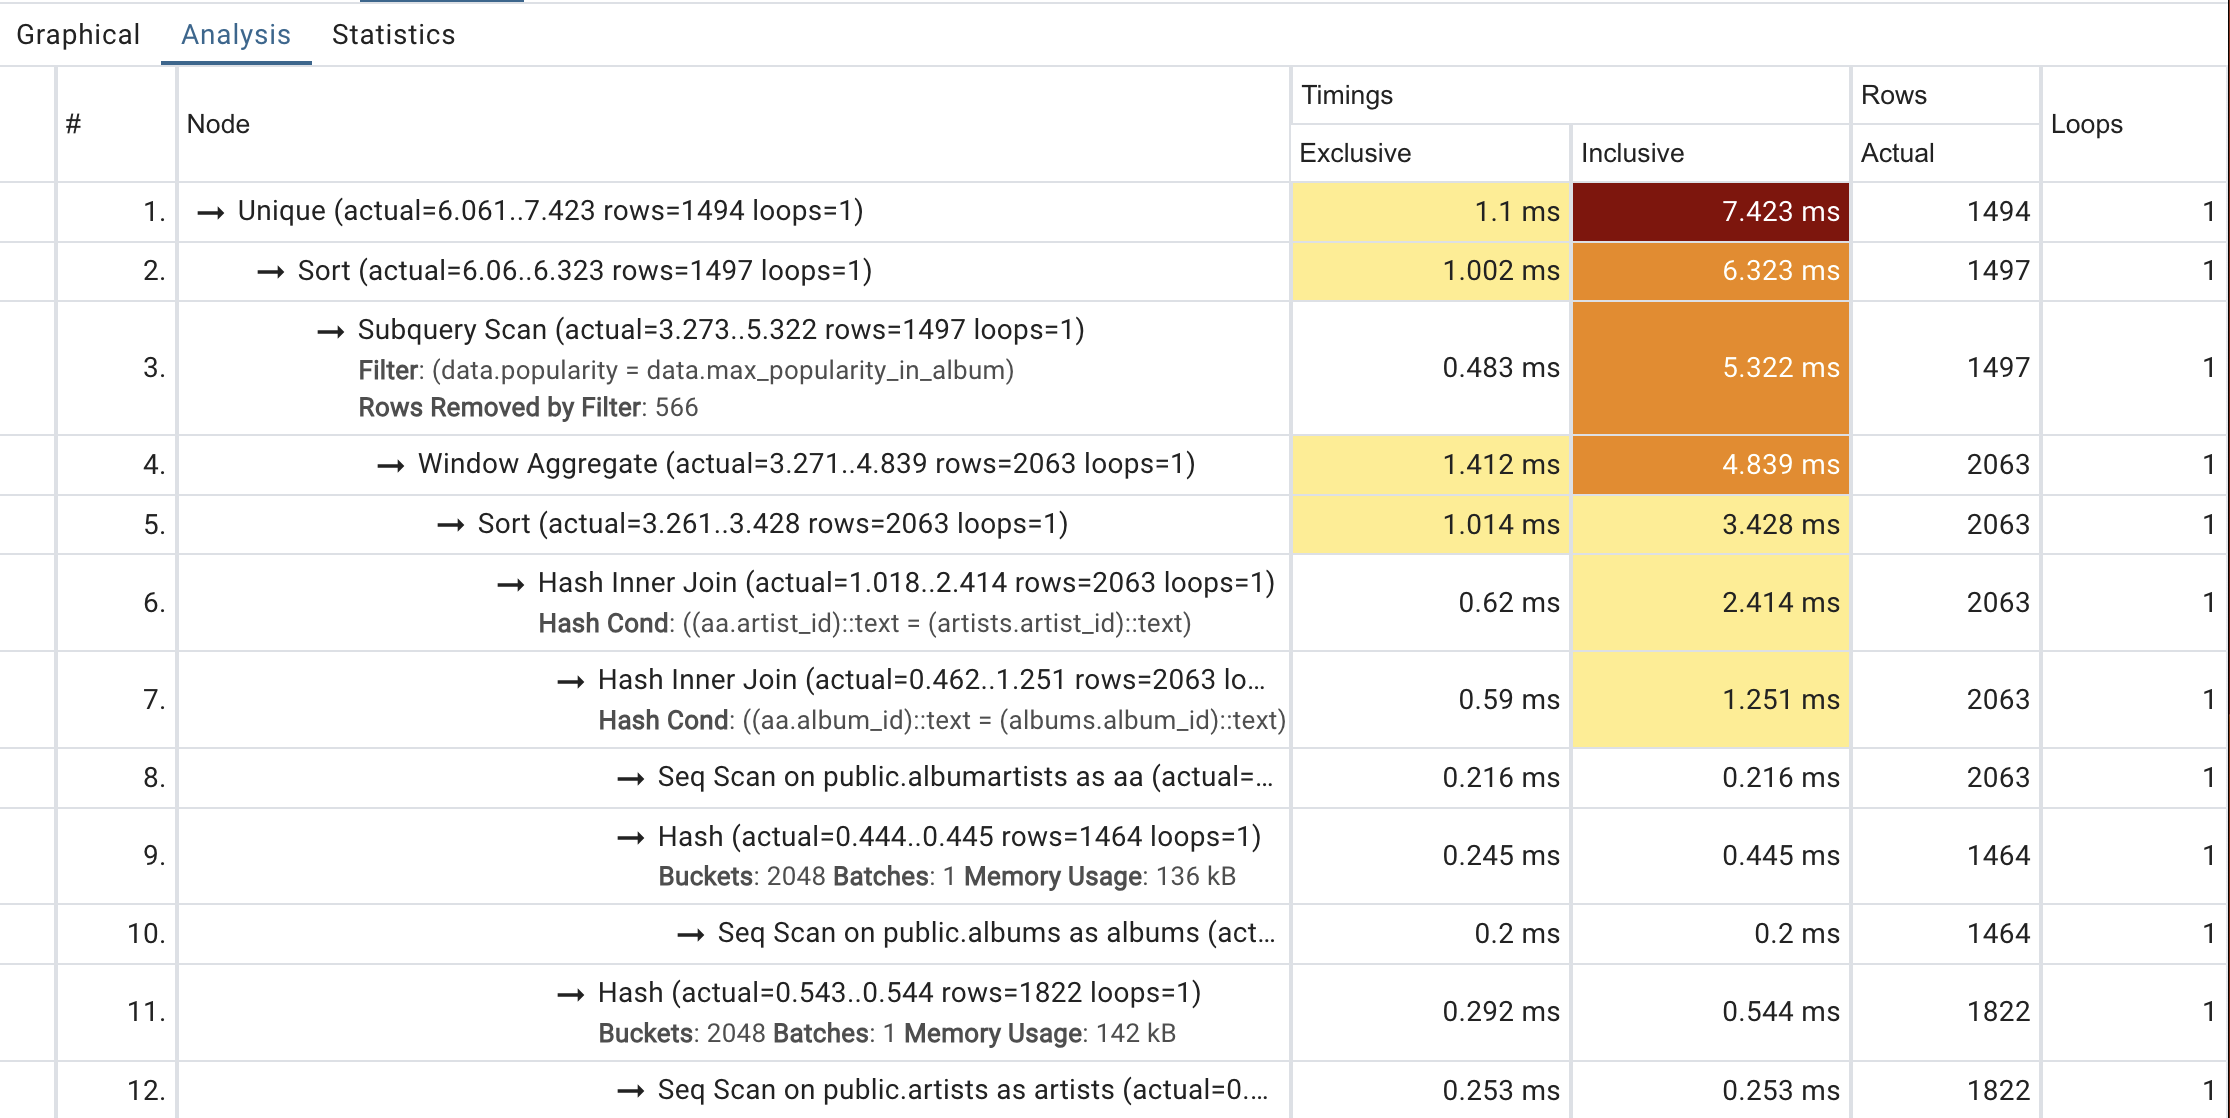 Graphical Analysis Statistics
# Node Timings Rows Loops
Exclusive Inclusive Actual
1. → Unique (actual=6.061..7.423 rows=1494 loops=1) 1.1 ms 7.423 ms 1494 1
2. → Sort (actual=6.06..6.323 rows=1497 loops=1) 1.002 ms 6.323 ms 1497 1
3. → Subquery Scan (actual=3.273..5.322 rows=1497 loops=1) 0.483 ms 5.322 ms 1497 1
Filter: (data.popularity = data.max_popularity_in_album)
Rows Removed by Filter: 566
4. → Window Aggregate (actual=3.271..4.839 rows=2063 loops=1) 1.412 ms 4.839 ms 2063 1
5. → Sort (actual=3.261..3.428 rows=2063 loops=1) 1.014 ms 3.428 ms 2063 1
6. → Hash Inner Join (actual=1.018..2.414 rows=2063 loops=1) 0.62 ms 2.414 ms 2063 1
Hash Cond: ((aa.artist_id)::text = (artists.artist_id)::text)
7. → Hash Inner Join (actual=0.462..1.251 rows=2063 lo... 0.59 ms 1.251 ms 2063 1
Hash Cond: ((aa.album_id)::text = (albums.album_id)::text)
8. → Seq Scan on public.albumartists as aa (actual=... 0.216 ms 0.216 ms 2063 1
9. → Hash (actual=0.444..0.445 rows=1464 loops=1) 0.245 ms 0.445 ms 1464 1
Buckets: 2048 Batches: 1 Memory Usage: 136 kB
10. → Seq Scan on public.albums as albums (act... 0.2 ms 0.2 ms 1464 1
11. → Hash (actual=0.543..0.544 rows=1822 loops=1) 0.292 ms 0.544 ms 1822 1
Buckets: 2048 Batches: 1 Memory Usage: 142 kB
12. → Seq Scan on public.artists as artists (actual=0.... 0.253 ms 0.253 ms 1822 1